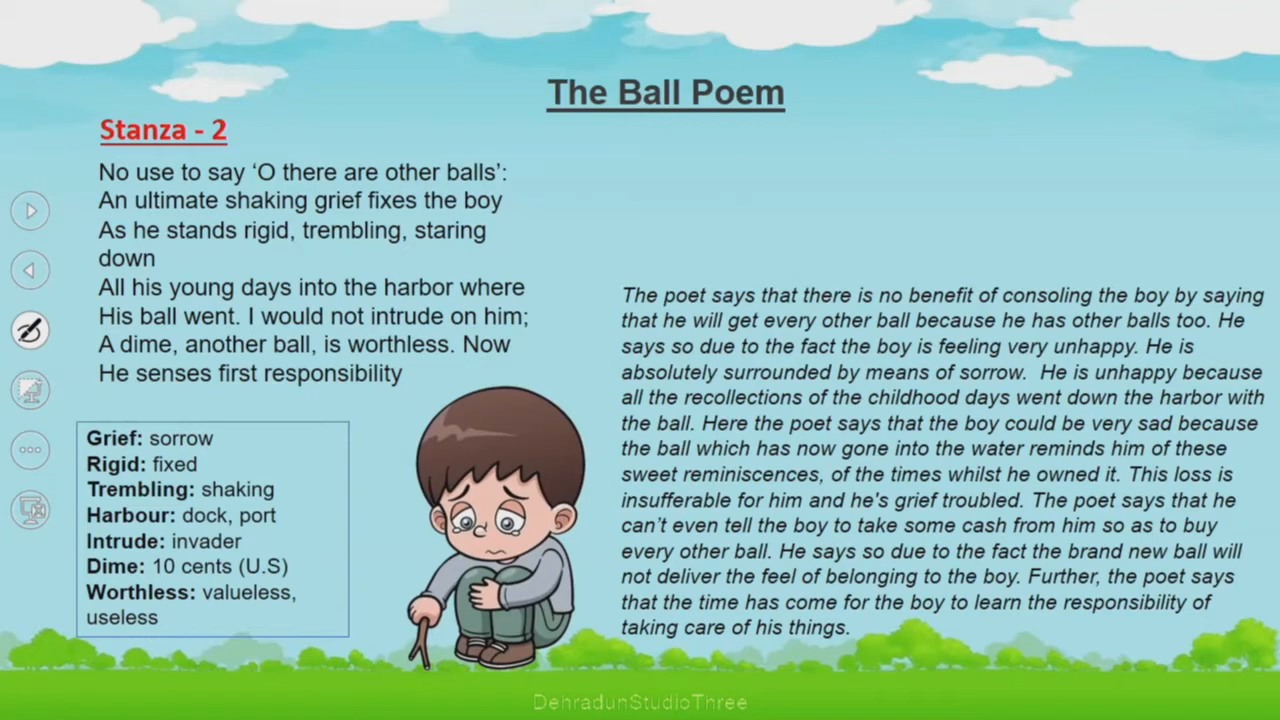 The Ball Poem
Stanza - 2
No use to say ‘O there are other balls’:
An ultimate shaking grief fixes the boy
As he stands rigid, trembling, staring
down
All his young days into the harbor where
His ball went. I would not intrude on him;
A dime, another ball, is worthless. Now
He senses first responsibility
Grief: sorrow
Rigid: fixed
Trembling: shaking
Harbour: dock, port
Intrude: invader
Dime: 10 cents (U.S)
Worthless: valueless,
useless
The poet says that there is no benefit of consoling the boy by saying
that he will get every other ball because he has other balls too. He
says so due to the fact the boy is feeling very unhappy. He is
absolutely surrounded by means of sorrow.  He is unhappy because
all the recollections of the childhood days went down the harbor with
the ball. Here the poet says that the boy could be very sad because
the ball which has now gone into the water reminds him of these
sweet reminiscences, of the times whilst he owned it. This loss is
insufferable for him and he's grief troubled. The poet says that he
can’t even tell the boy to take some cash from him so as to buy
every other ball. He says so due to the fact the brand new ball will
not deliver the feel of belonging to the boy. Further, the poet says
that the time has come for the boy to learn the responsibility of
taking care of his things.
DehradunStudioThree